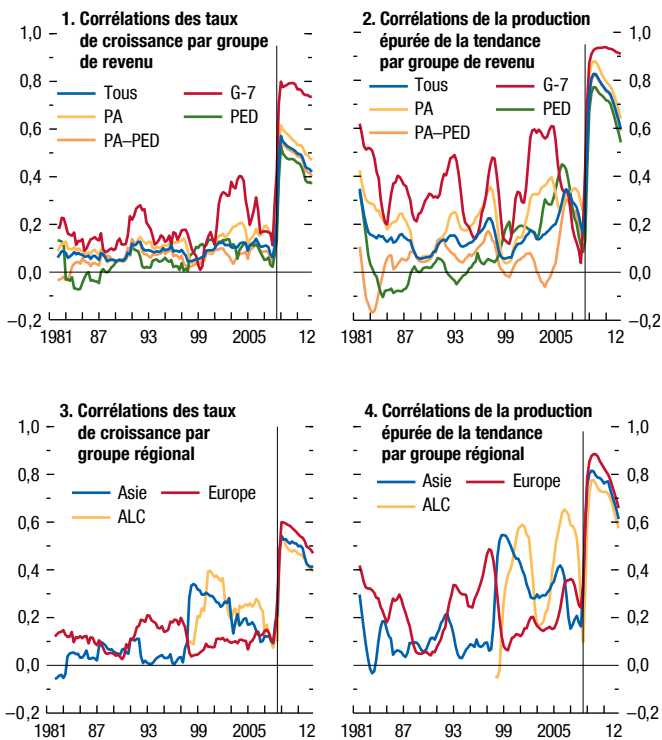 1. Corrélations des taux
de croissance par groupe
de revenu
Tous G-7
PA PED
PA–PED
1,0
0,8
0,6
0,4
0,2
0,0
–0,2
1981 87 93 99 2005 12
2. Corrélations de la production
épurée de la tendance
par groupe de revenu
Tous G-7
PA PED
PA–PED
1,0
0,8
0,6
0,4
0,2
0,0
–0,2
1981 87 93 99 2005 12
3. Corrélations des taux
de croissance par
groupe régional
Asie Europe
ALC
1,0
0,8
0,6
0,4
0,2
0,0
–0,2
1981 87 93 99 2005 12
4. Corrélations de la production
épurée de la tendance
par groupe régional
Asie Europe
ALC
1,0
0,8
0,6
0,4
0,2
0,0
–0,2
1981 87 93 99 2005 12